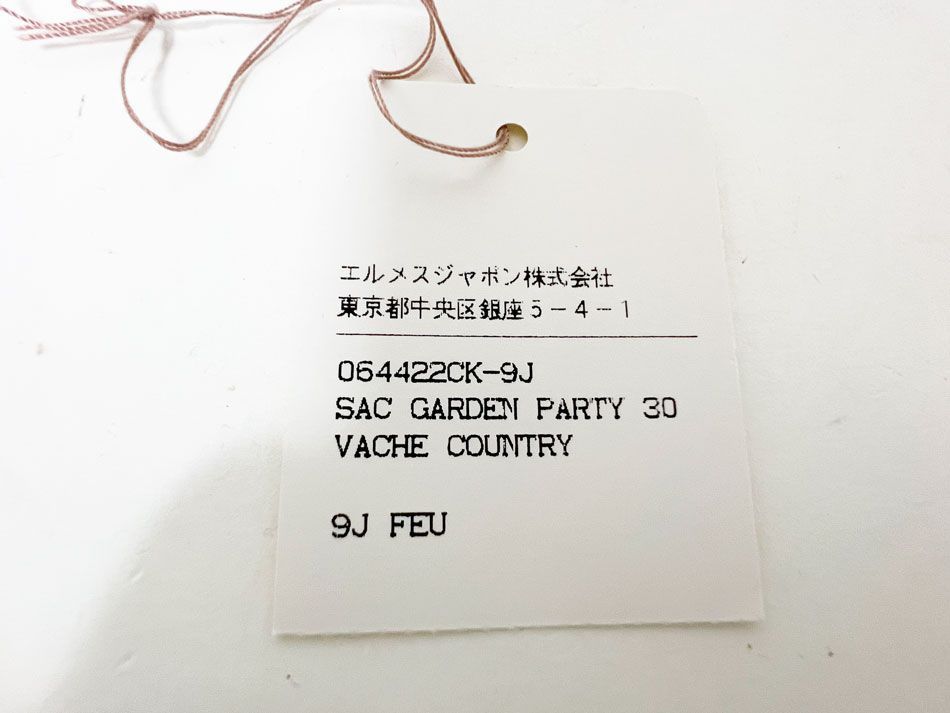 エルメスジャポン株式会社
東京都中央区銀座5-4-1
064422CK-9J
SAC GARDEN PARTY 30
VACHE COUNTRY
9J FEU